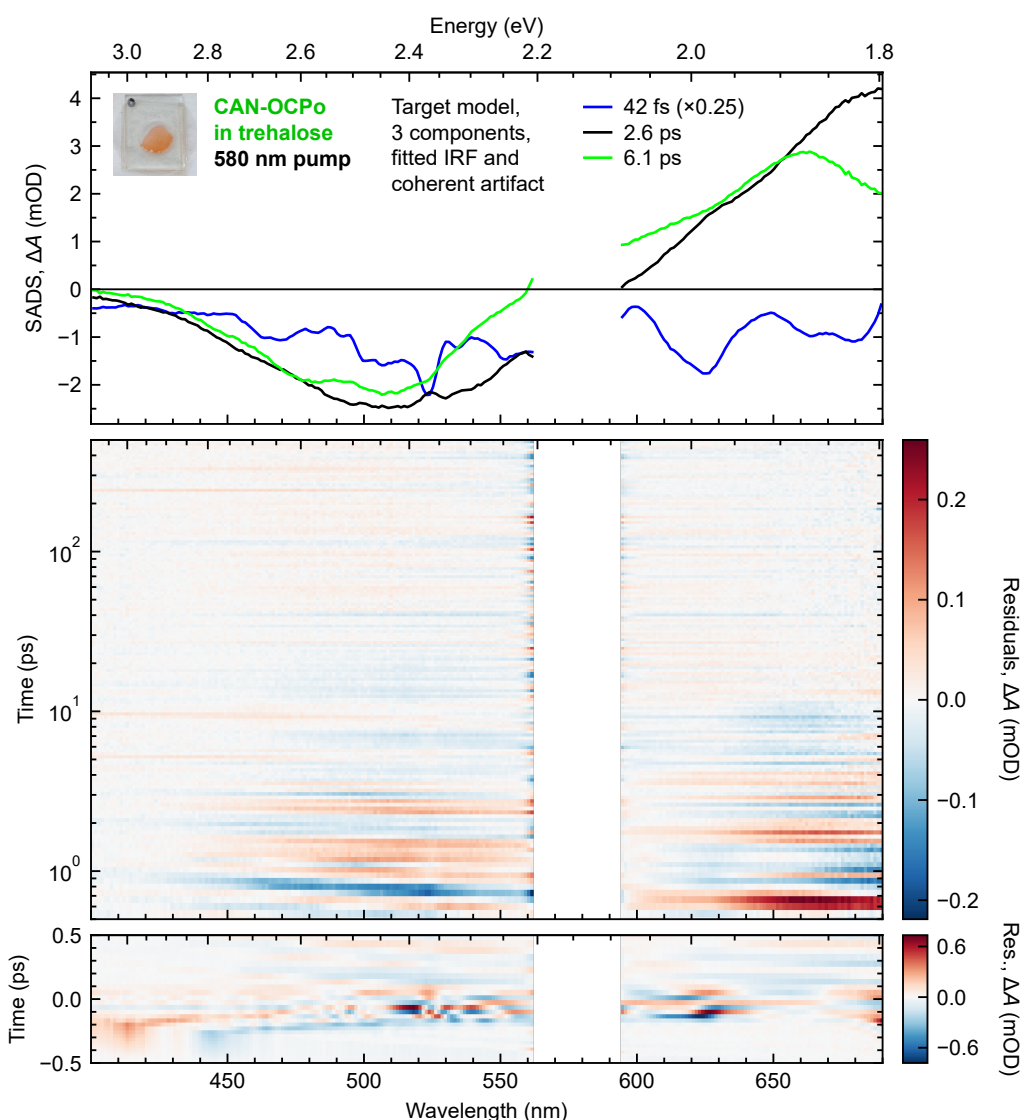 Energy (eV)
3.0 2.8 2.6 2.4 2.2 2.0 1.8
CAN-OCPo
in trehalose
580 nm pump
Target model,
3 components,
fitted IRF and
coherent artifact
42 fs (×0.25)
2.6 ps
6.1 ps
SADS, ΔA (mOD)
4
3
2
1
0
−1
−2
Time (ps)
10²
10¹
10⁰
Residuals, ΔA (mOD)
0.2
0.1
0.0
−0.1
−0.2
Time (ps)
0.5
0.0
−0.5
Res., ΔA (mOD)
0.6
0.0
−0.6
450 500 550 600 650
Wavelength (nm)